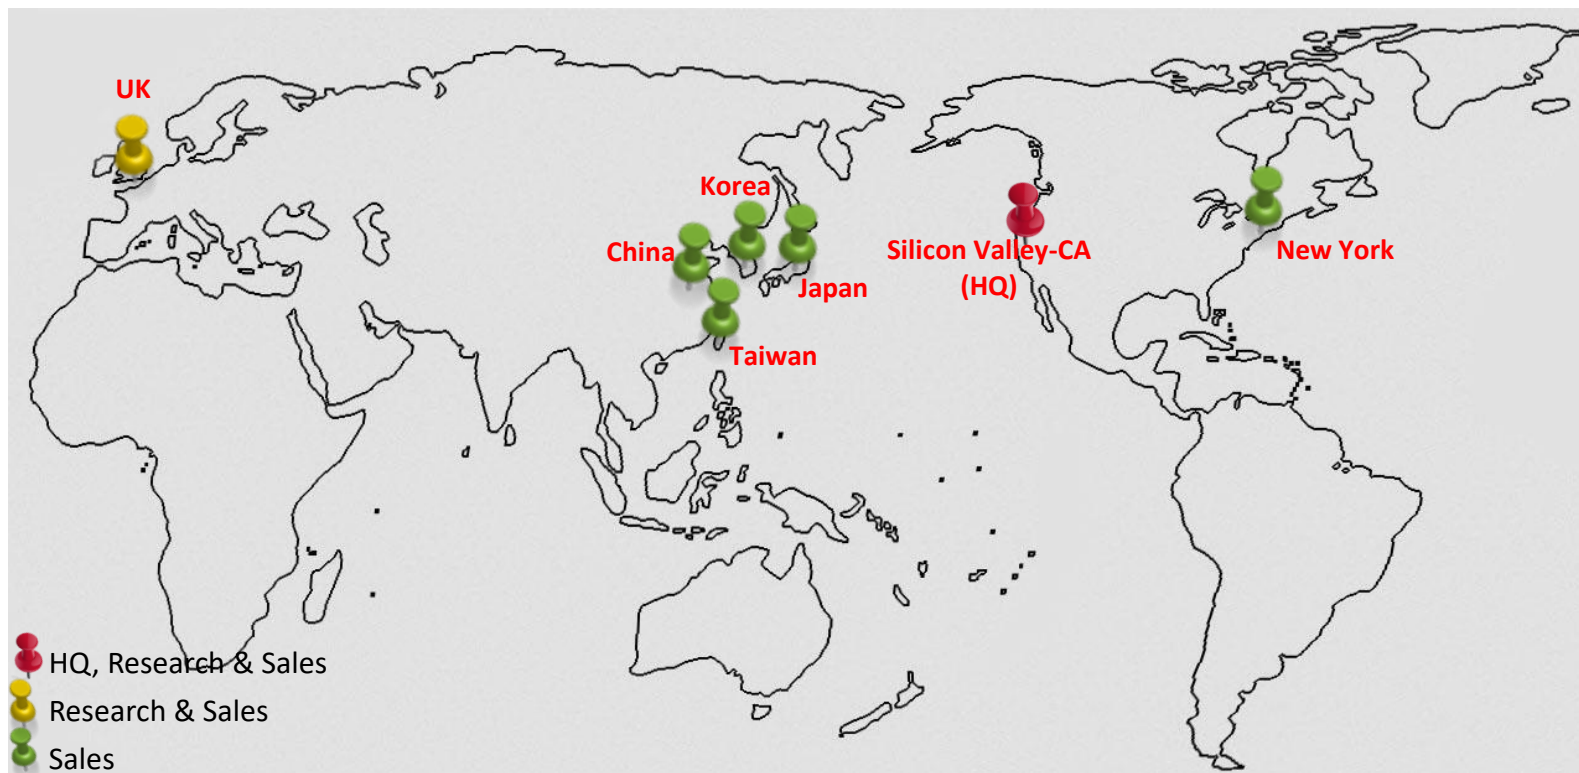 UK
Korea
China
Japan
Taiwan
Silicon Valley-CA
(HQ)
New York
HQ, Research & Sales
Research & Sales
Sales